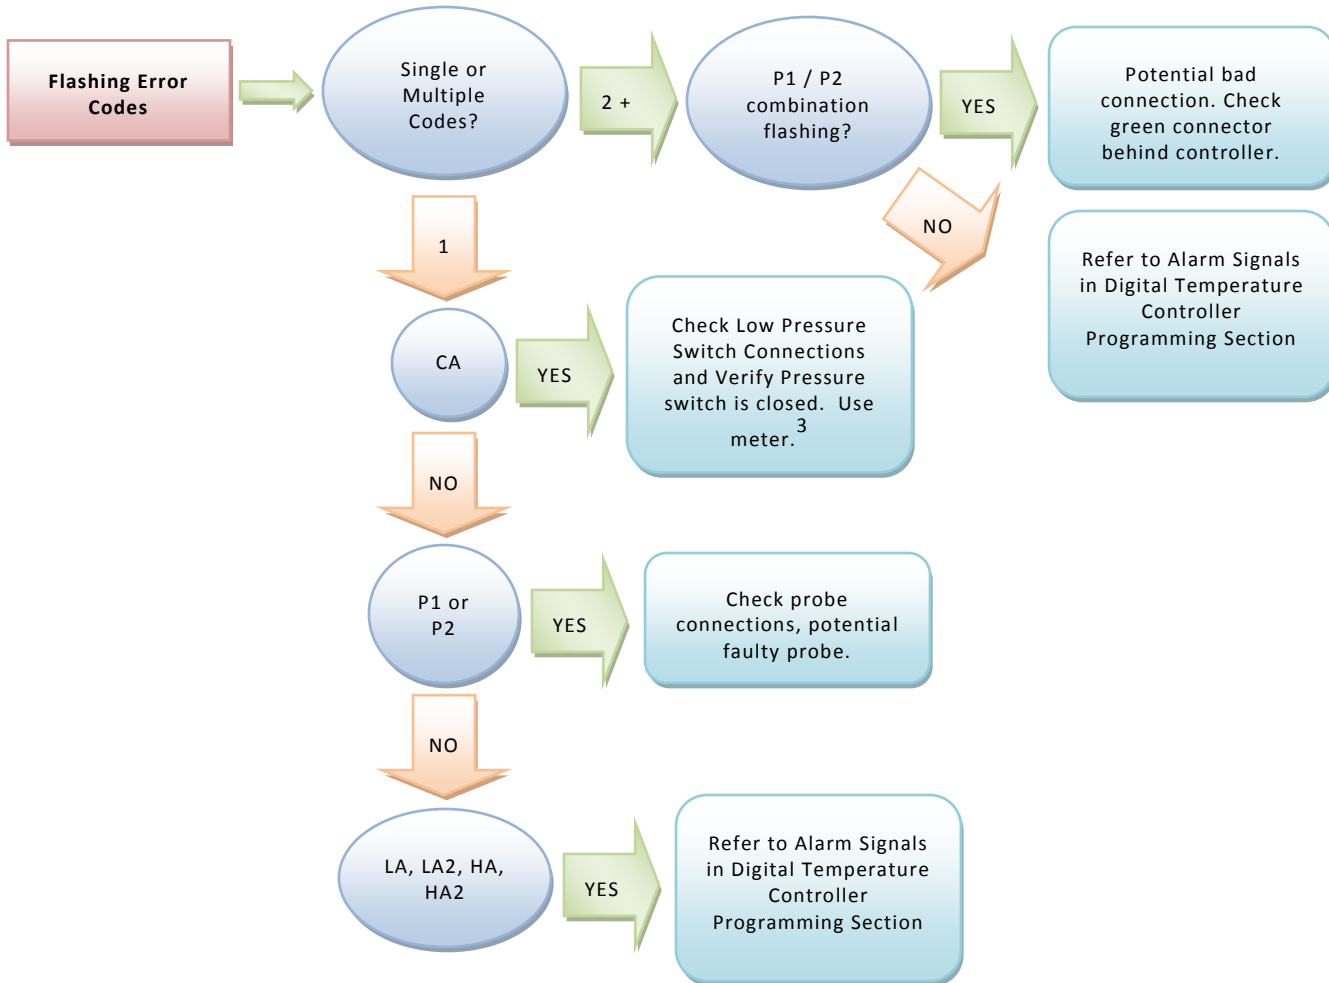 Flashing Error
Codes
Single or
Multiple
Codes?
2 +
P1 / P2
combination
flashing?
YES
Potential bad
connection. Check
green connector
behind controller.
NO
Refer to Alarm Signals
in Digital Temperature
Controller
Programming Section
1
CA
YES
Check Low Pressure
Switch Connections
and Verify Pressure
switch is closed. Use
meter.3
NO
P1 or
P2
YES
Check probe
connections, potential
faulty probe.
NO
LA, LA2, HA,
HA2
YES
Refer to Alarm Signals
in Digital Temperature
Controller
Programming Section